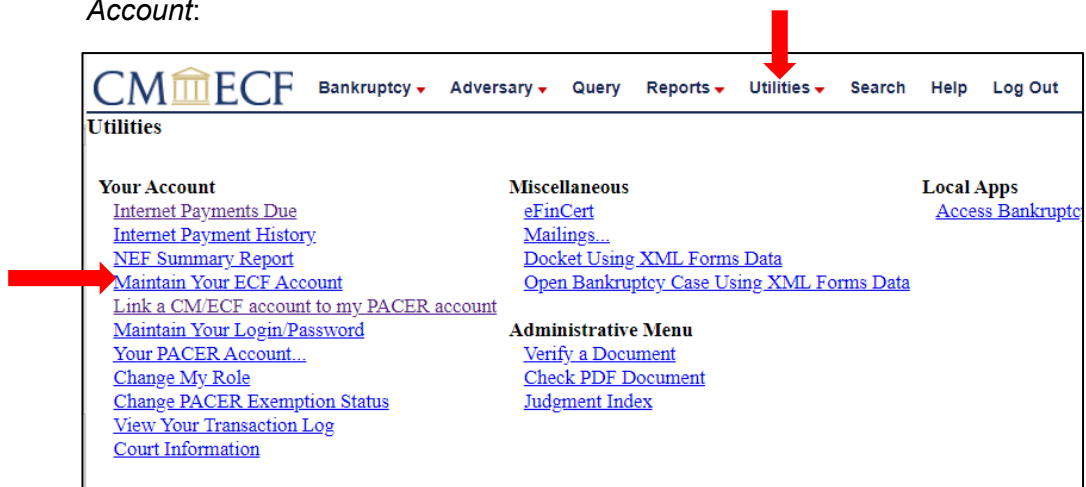 Account:
CM ECF Bankruptcy Adversary Query Reports Utilities Search Help Log Out
Utilities
Your Account
Internet Payments Due
Internet Payment History
NEF Summary Report
Maintain Your ECF Account
Link a CM/ECF account to my PACER account
Maintain Your Login/Password
Your PACER Account...
Change My Role
Change PACER Exemption Status
View Your Transaction Log
Court Information
Miscellaneous
eFinCert
Mailings...
Docket Using XML Forms Data
Open Bankruptcy Case Using XML Forms Data
Administrative Menu
Verify a Document
Check PDF Document
Judgment Index
Local Apps
Access Bankruptc